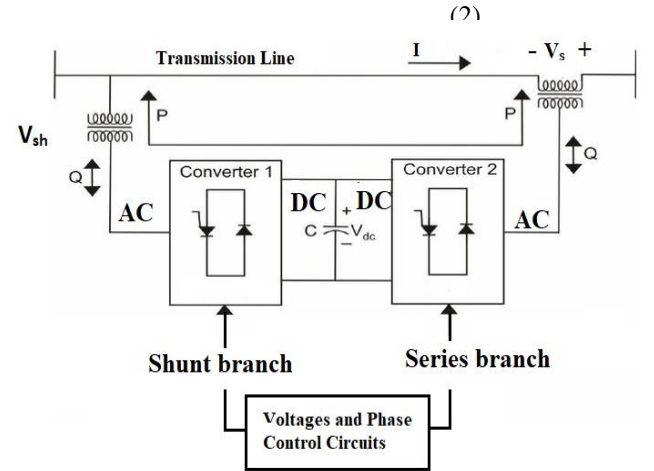 (2)
Transmission Line
I
- Vs +
P
P
Vsh
Q
Q
Converter 1
Converter 2
AC
DC
+
DC
AC
C
Vdc
−
Shunt branch
Series branch
Voltages and Phase
Control Circuits